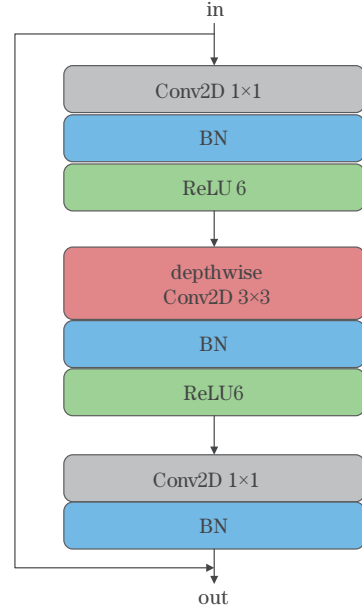 in
Conv2D 1×1
BN
ReLU 6
depthwise
Conv2D 3×3
BN
ReLU6
Conv2D 1×1
BN
out